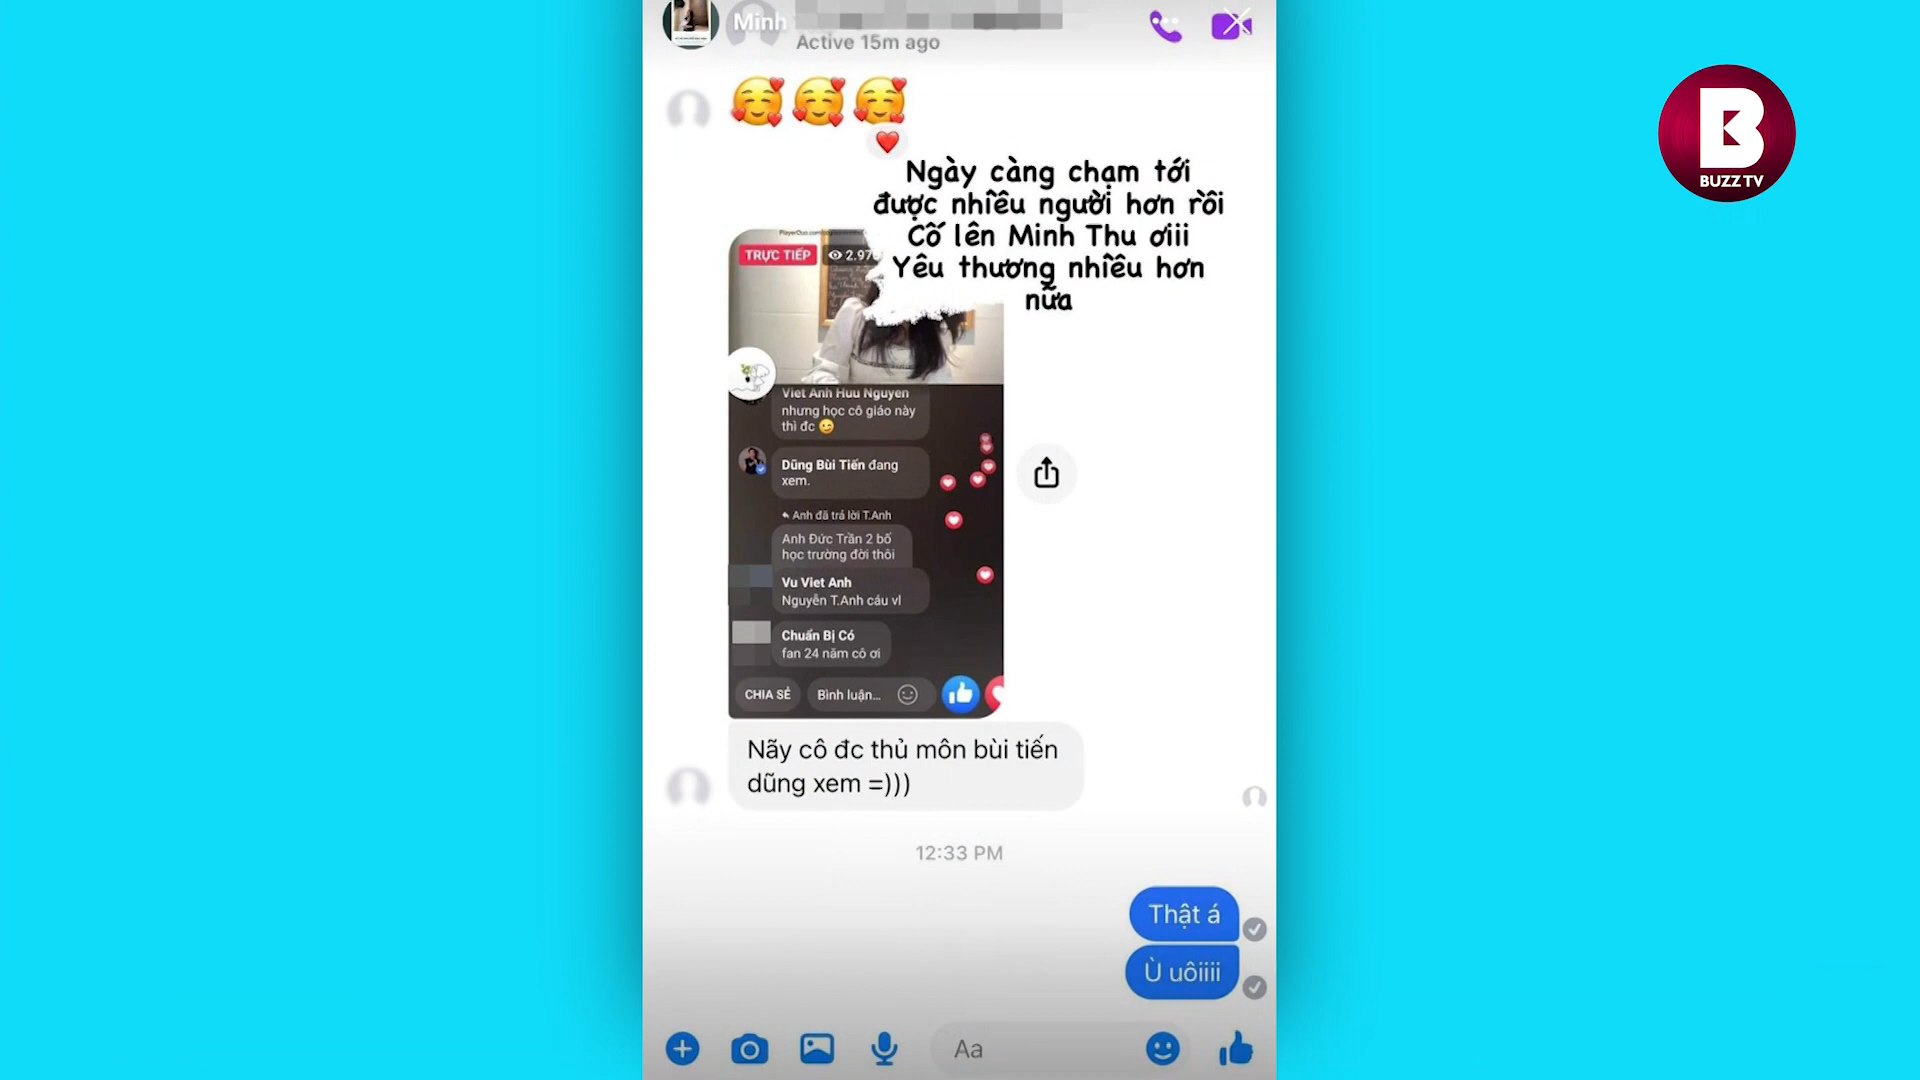 Minh
Active 15m ago
BUZZ TV
Ngày càng chạm tới
được nhiều người hơn rồi
Cố lên Minh Thu ơiii
Yêu thương nhiều hơn
nữa
TRỰC TIẾP
Viet Anh Huu Nguyen
nhưng học cô giáo này
thì đc
Dũng Bùi Tiến đang
xem.
Anh đã trả lời T.Anh
Anh Đức Trần 2 bố
học trường đời thôi
Vu Viet Anh
Nguyễn T.Anh cáu vl
Chuẩn Bị Có
fan 24 năm cô ơi
CHIA SẺ
Bình luận...
Nãy cô đc thủ môn bùi tiến
dũng xem =)))
12:33 PM
Thật á
Ù uôiiii
Aa